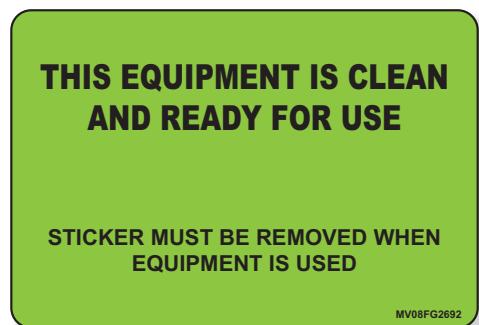 THIS EQUIPMENT IS CLEAN
AND READY FOR USE
STICKER MUST BE REMOVED WHEN
EQUIPMENT IS USED
MV08FG2692